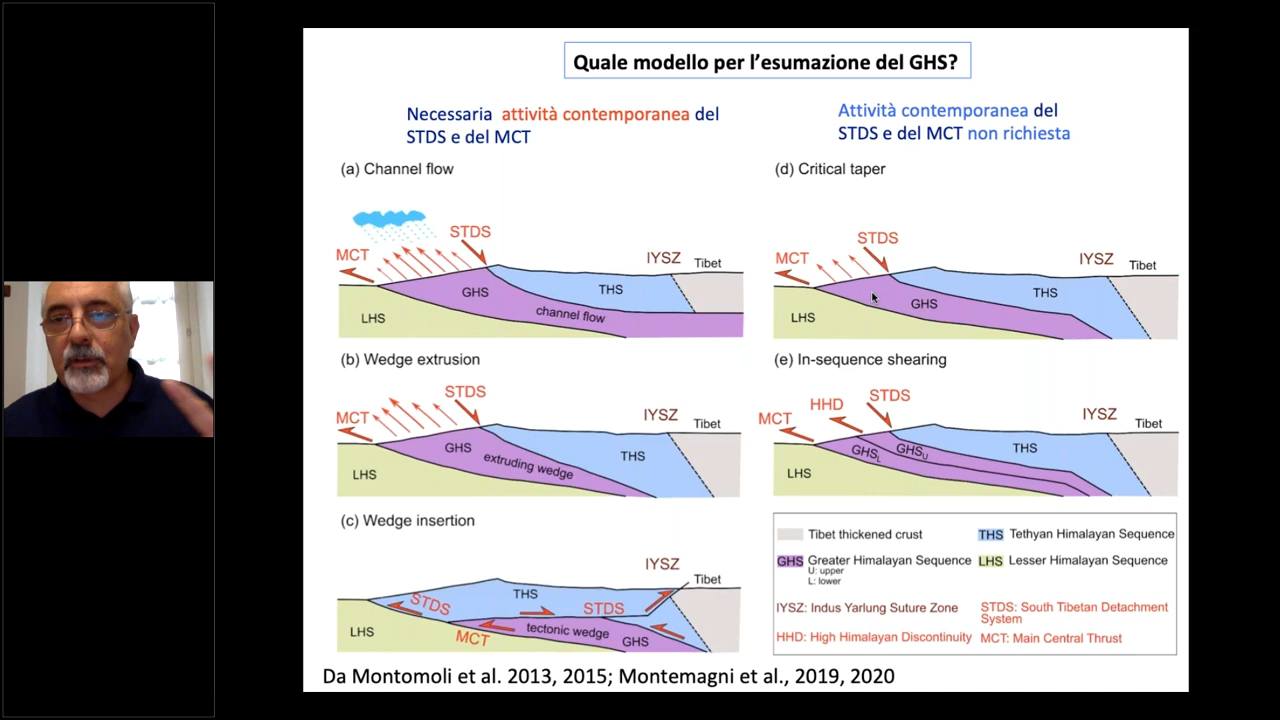 Quale modello per l’esumazione del GHS?
Necessaria attività contemporanea del
STDS e del MCT
Attività contemporanea del
STDS e del MCT non richiesta
(a) Channel flow
STDS
MCT
IYSZ
Tibet
GHS
THS
channel flow
LHS
(d) Critical taper
STDS
MCT
IYSZ
Tibet
THS
GHS
LHS
(b) Wedge extrusion
STDS
MCT
IYSZ
Tibet
GHS
THS
extruding wedge
LHS
(e) In-sequence shearing
STDS
HHD
MCT
IYSZ
Tibet
GHSL
GHSU
THS
LHS
(c) Wedge insertion
IYSZ
Tibet
THS
STDS
STDS
LHS
MCT
tectonic wedge
GHS
Tibet thickened crust
THS Tethyan Himalayan Sequence
GHS Greater Himalayan Sequence
U: upper
L: lower
LHS Lesser Himalayan Sequence
IYSZ: Indus Yarlung Suture Zone
STDS: South Tibetan Detachment
System
HHD: High Himalayan Discontinuity
MCT: Main Central Thrust
Da Montomoli et al. 2013, 2015; Montemagni et al., 2019, 2020